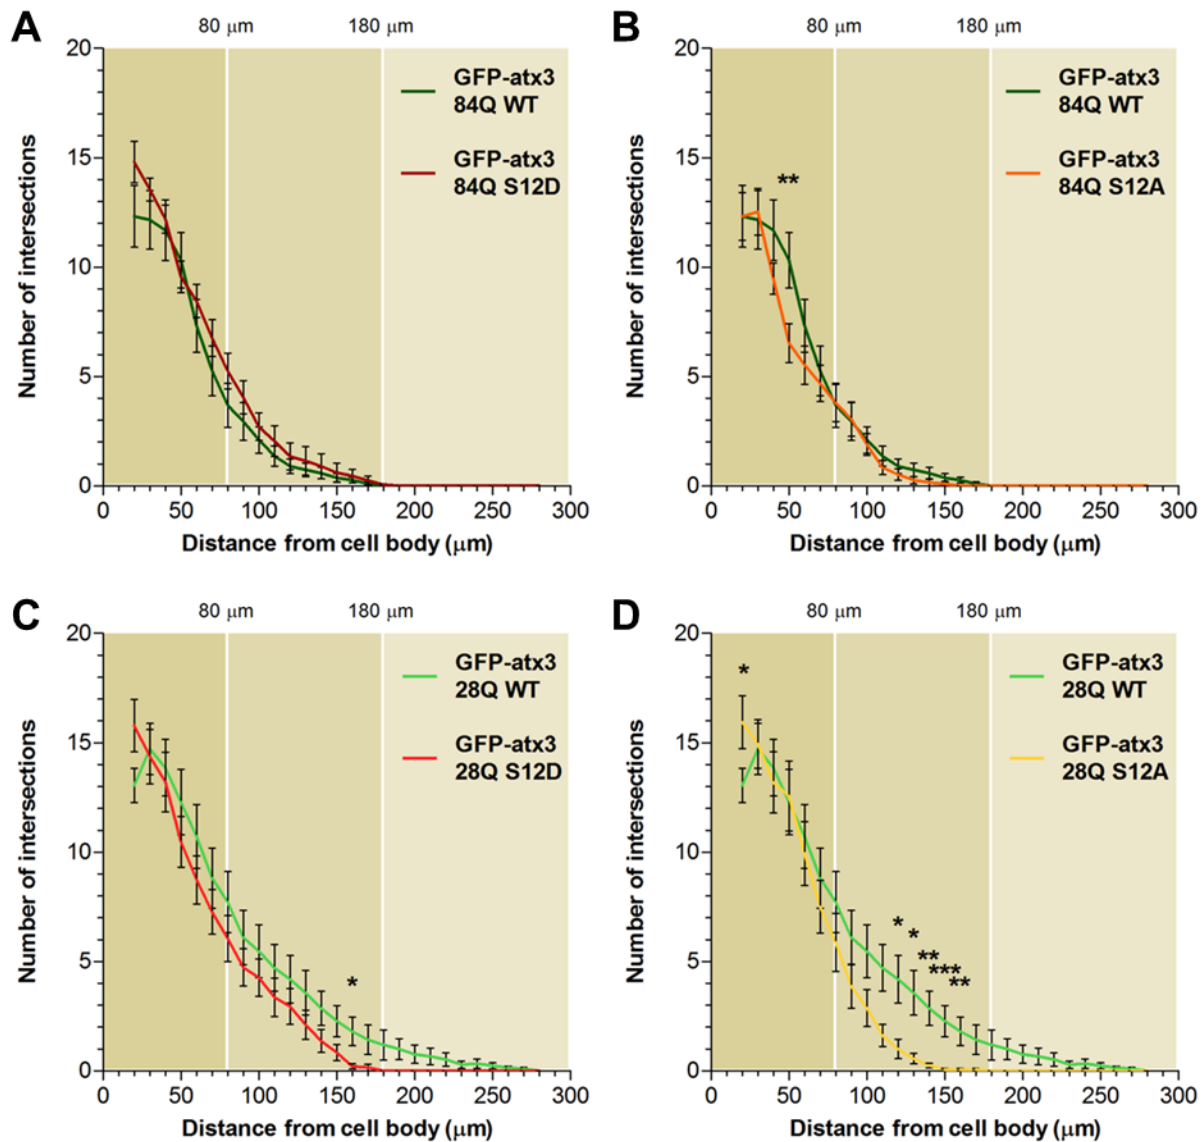 A
80 μm 180 μm
20
15
10
5
0
Number of intersections
GFP-atx3
84Q WT
GFP-atx3
84Q S12D
0 50 100 150 200 250 300
Distance from cell body (μm)
B
80 μm 180 μm
20
15
10
5
0
Number of intersections
GFP-atx3
84Q WT
GFP-atx3
84Q S12A
**
0 50 100 150 200 250 300
Distance from cell body (μm)
C
80 μm 180 μm
20
15
10
5
0
Number of intersections
GFP-atx3
28Q WT
GFP-atx3
28Q S12D
*
0 50 100 150 200 250 300
Distance from cell body (μm)
D
80 μm 180 μm
20
15
10
5
0
Number of intersections
GFP-atx3
28Q WT
GFP-atx3
28Q S12A
*
*
*
**
***
**
0 50 100 150 200 250 300
Distance from cell body (μm)